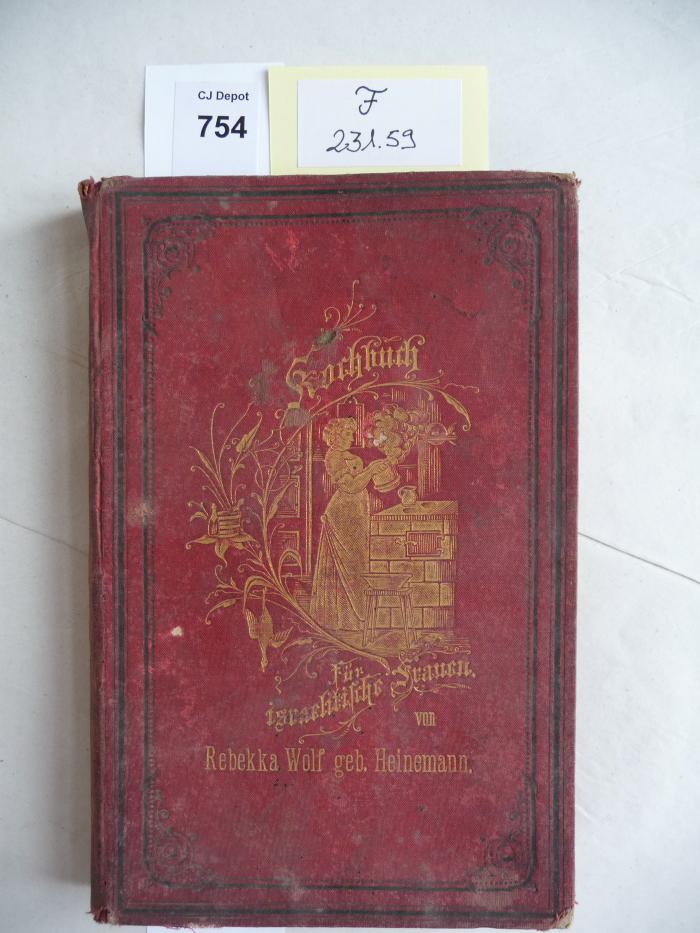 CJ Depot
754
F
231.59
Kochbuch
Für
israelitische Frauen.
von
Rebekka Wolf geb. Heinemann.